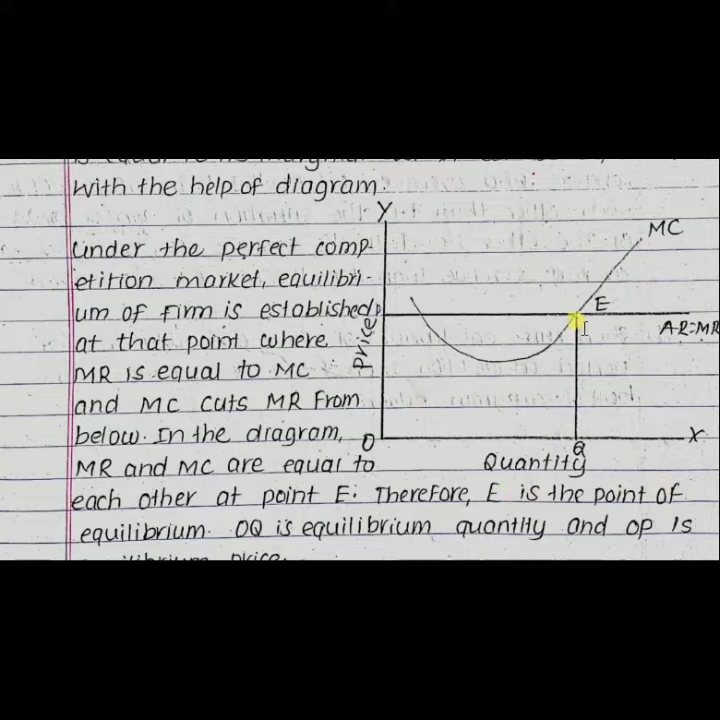 with the help of diagram.
Under the perfect comp-
etition market, equilibri-
um of firm is established
at that point where
MR is equal to MC
and MC cuts MR from
below. In the diagram,
MR and MC are equal to
each other at point E. Therefore, E is the point of
equilibrium. OQ is equilibrium quantity and OP is
price.
Y
MC
E
P
AR=MR
Price
O
Q
X
Quantity